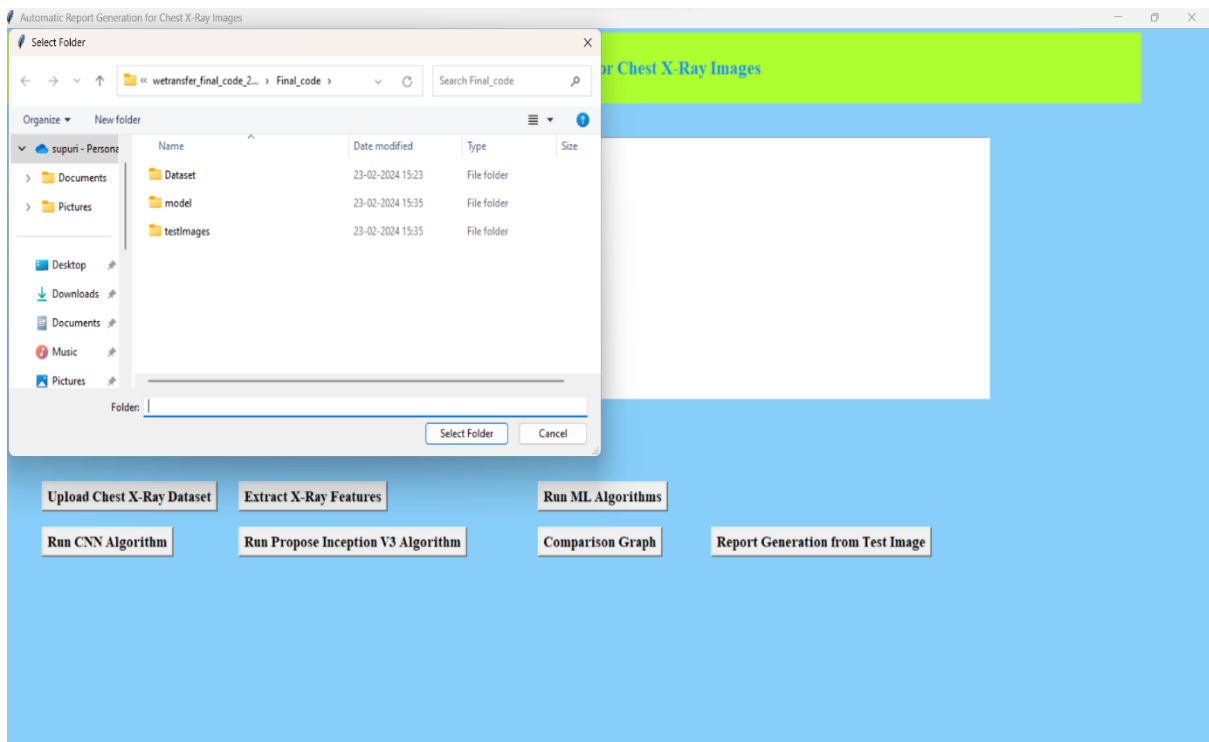 Automatic Report Generation for Chest X-Ray Images
Select Folder
or Chest X-Ray Images
« wetransfer_final_code_2... › Final_code ›
Search Final_code
Organize
New folder
Name Date modified Type Size
supuri - Persona
Documents
Pictures
Dataset 23-02-2024 15:23 File folder
model 23-02-2024 15:35 File folder
testImages 23-02-2024 15:35 File folder
Desktop
Downloads
Documents
Music
Pictures
Folder:
Select Folder Cancel
Upload Chest X-Ray Dataset Extract X-Ray Features Run ML Algorithms
Run CNN Algorithm Run Propose Inception V3 Algorithm Comparison Graph Report Generation from Test Image